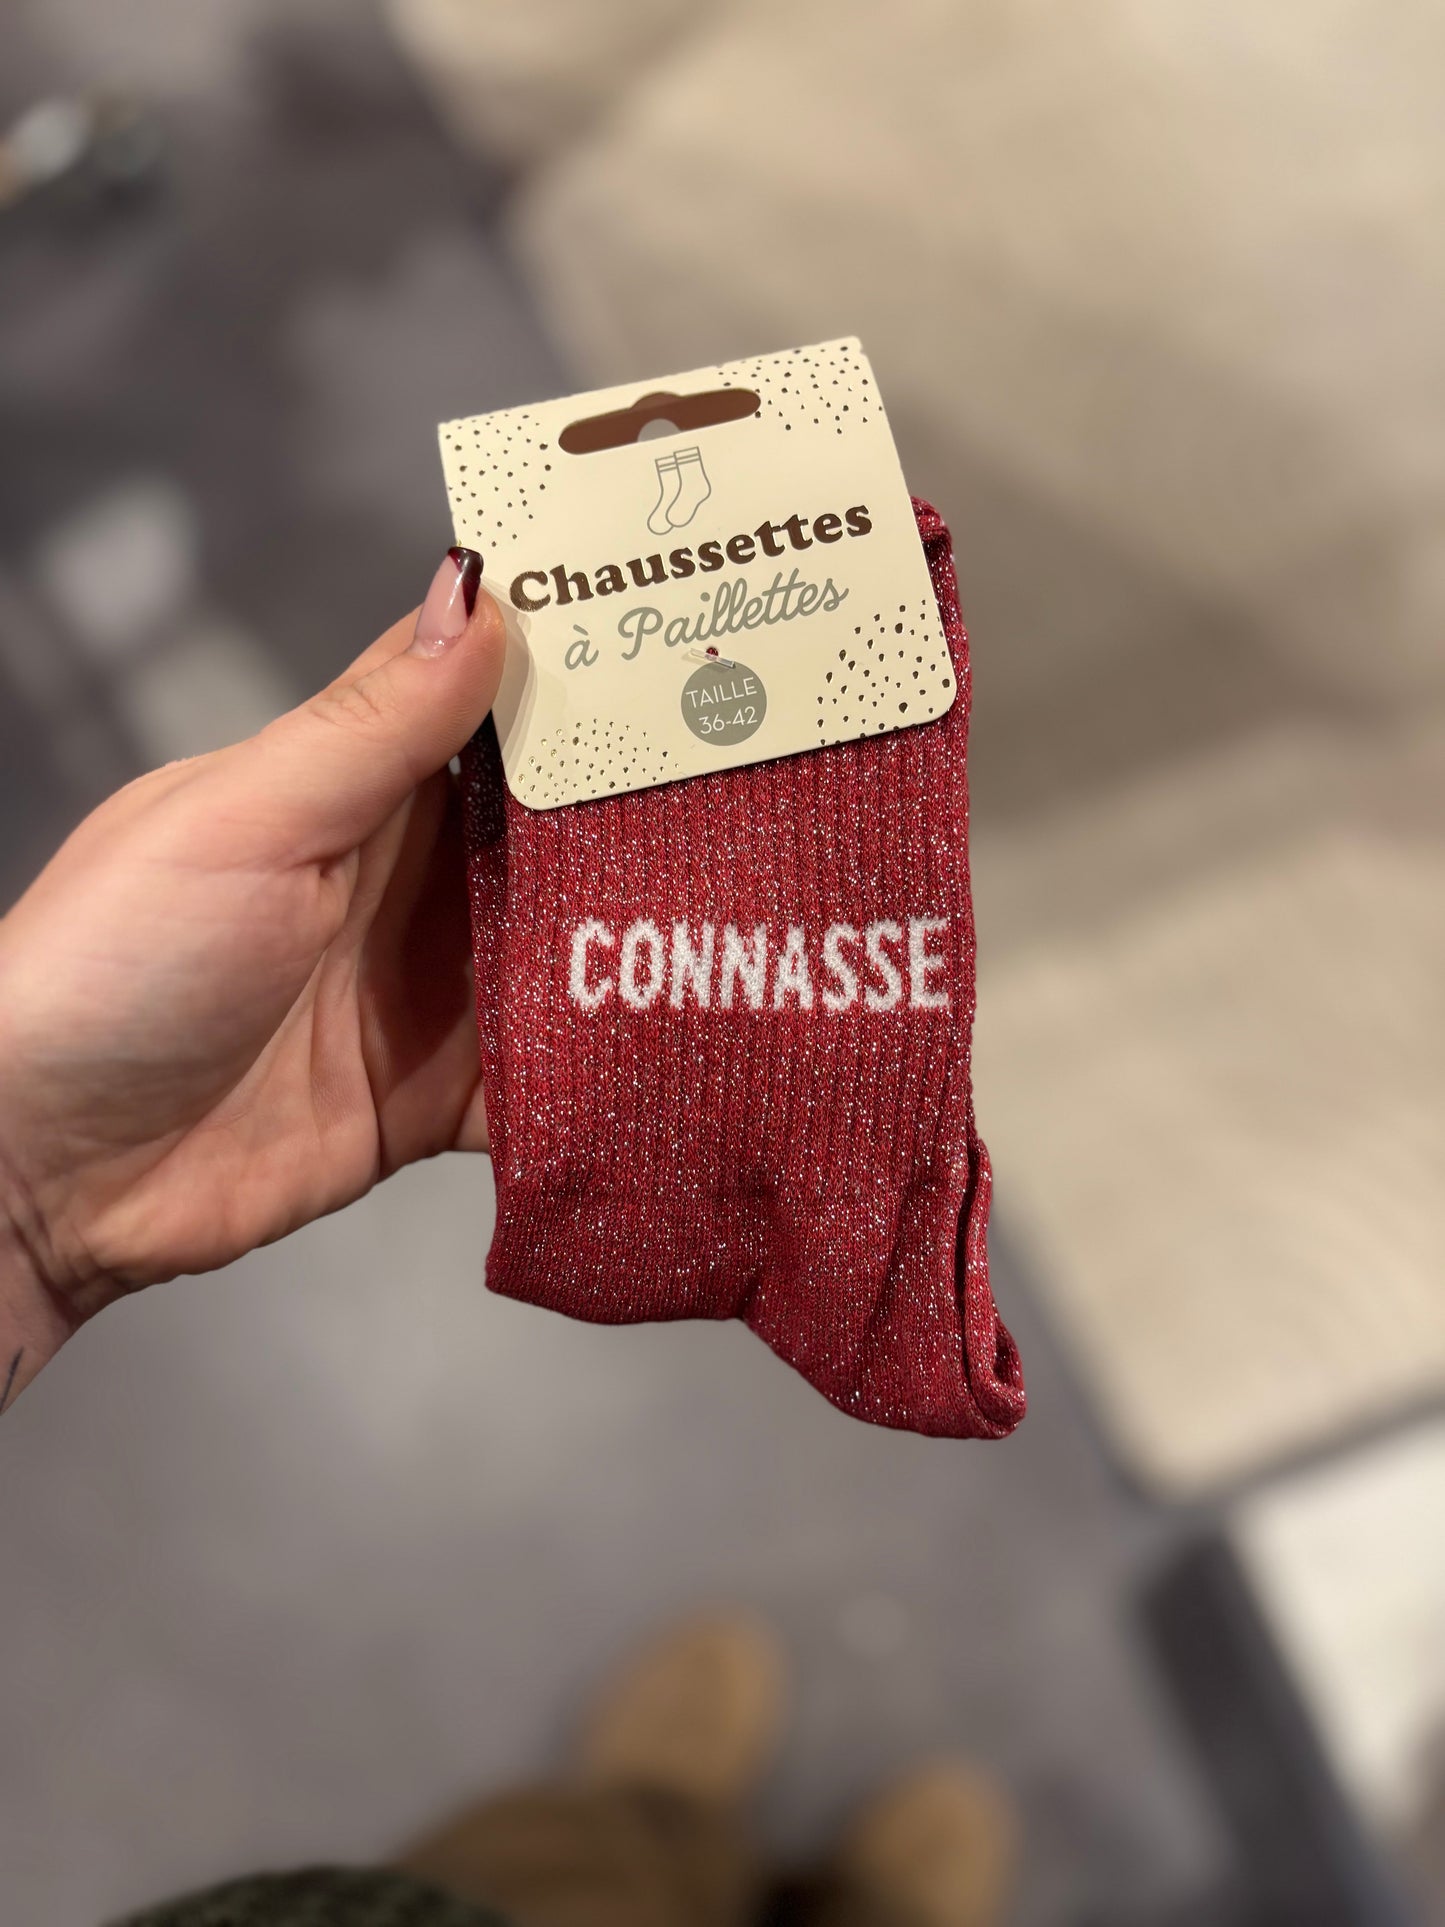 Chaussettes
à Paillettes
TAILLE
36-42
CONNASSE